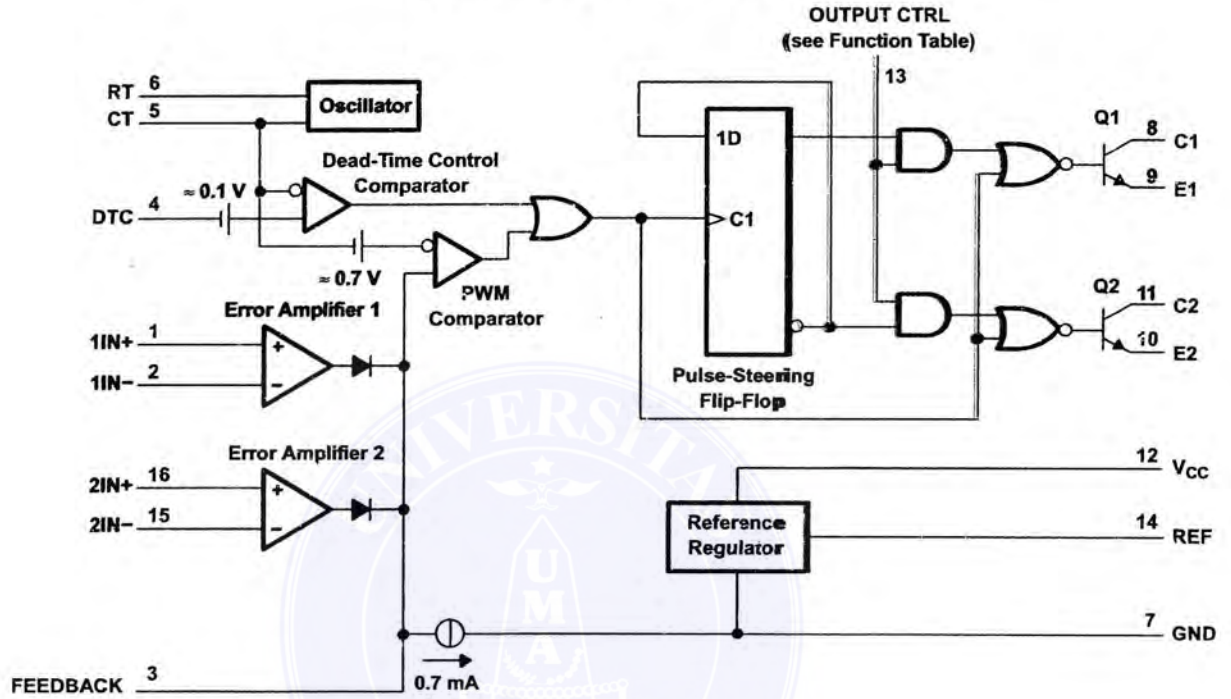 OUTPUT CTRL
(see Function Table)
13
RT 6
CT 5
Oscillator
Dead-Time Control
Comparator
≈ 0.1 V
DTC 4
≈ 0.7 V
PWM
Comparator
1D
C1
Pulse-Steering
Flip-Flop
Q1
8 C1
9 E1
Q2
11 C2
10 E2
Error Amplifier 1
1IN+ 1
1IN− 2
+
−
Error Amplifier 2
2IN+ 16
2IN− 15
+
−
12 VCC
Reference
Regulator
14 REF
7 GND
0.7 mA
FEEDBACK 3
UNIVERSITA
UMA